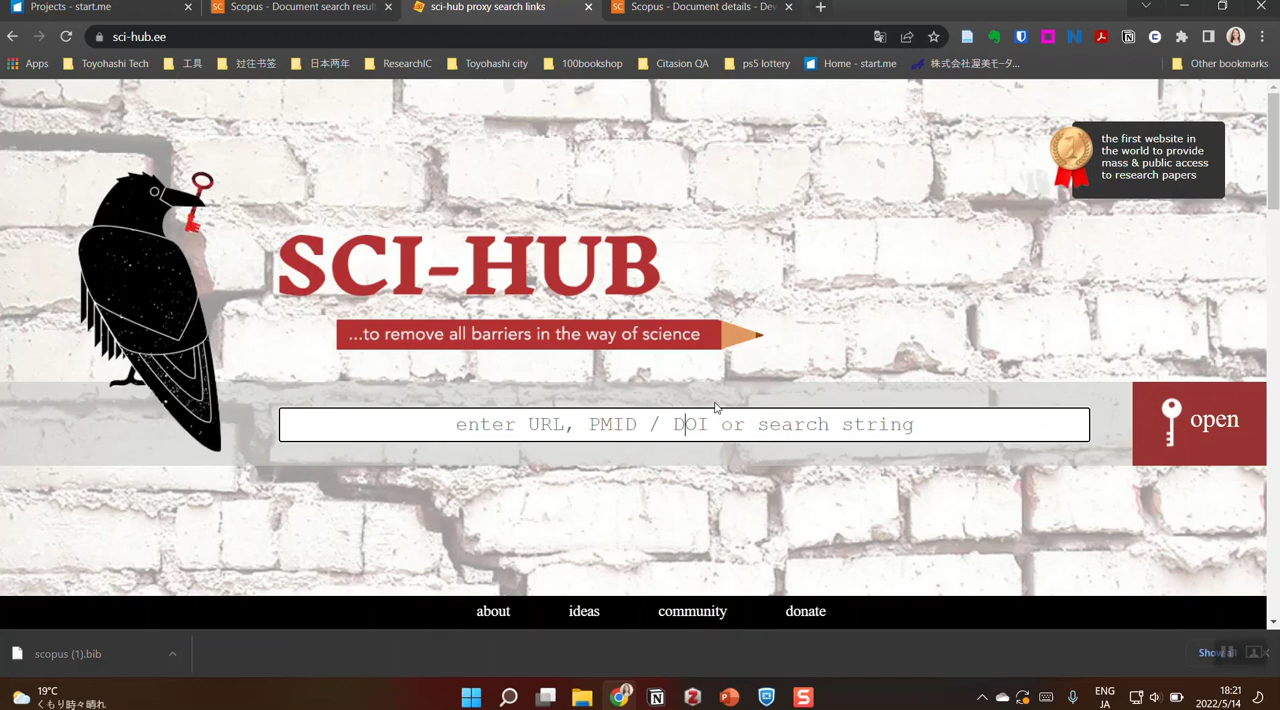 Projects - start.me
Scopus - Document search result
sci-hub proxy search links
Scopus - Document details - Dev
sci-hub.ee
Apps
Toyohashi Tech
工具
过往书签
日本两年
ResearchIC
Toyohashi city
100bookshop
Citasion QA
ps5 lottery
Home - start.me
株式会社渥美モータ...
Other bookmarks
the first website in
the world to provide
mass & public access
to research papers
SCI-HUB
...to remove all barriers in the way of science
enter URL, PMID / DOI or search string
open
about
ideas
community
donate
scopus (1).bib
Show all
19°C
くもり時々晴れ
ENG
JA
18:21
2022/5/14